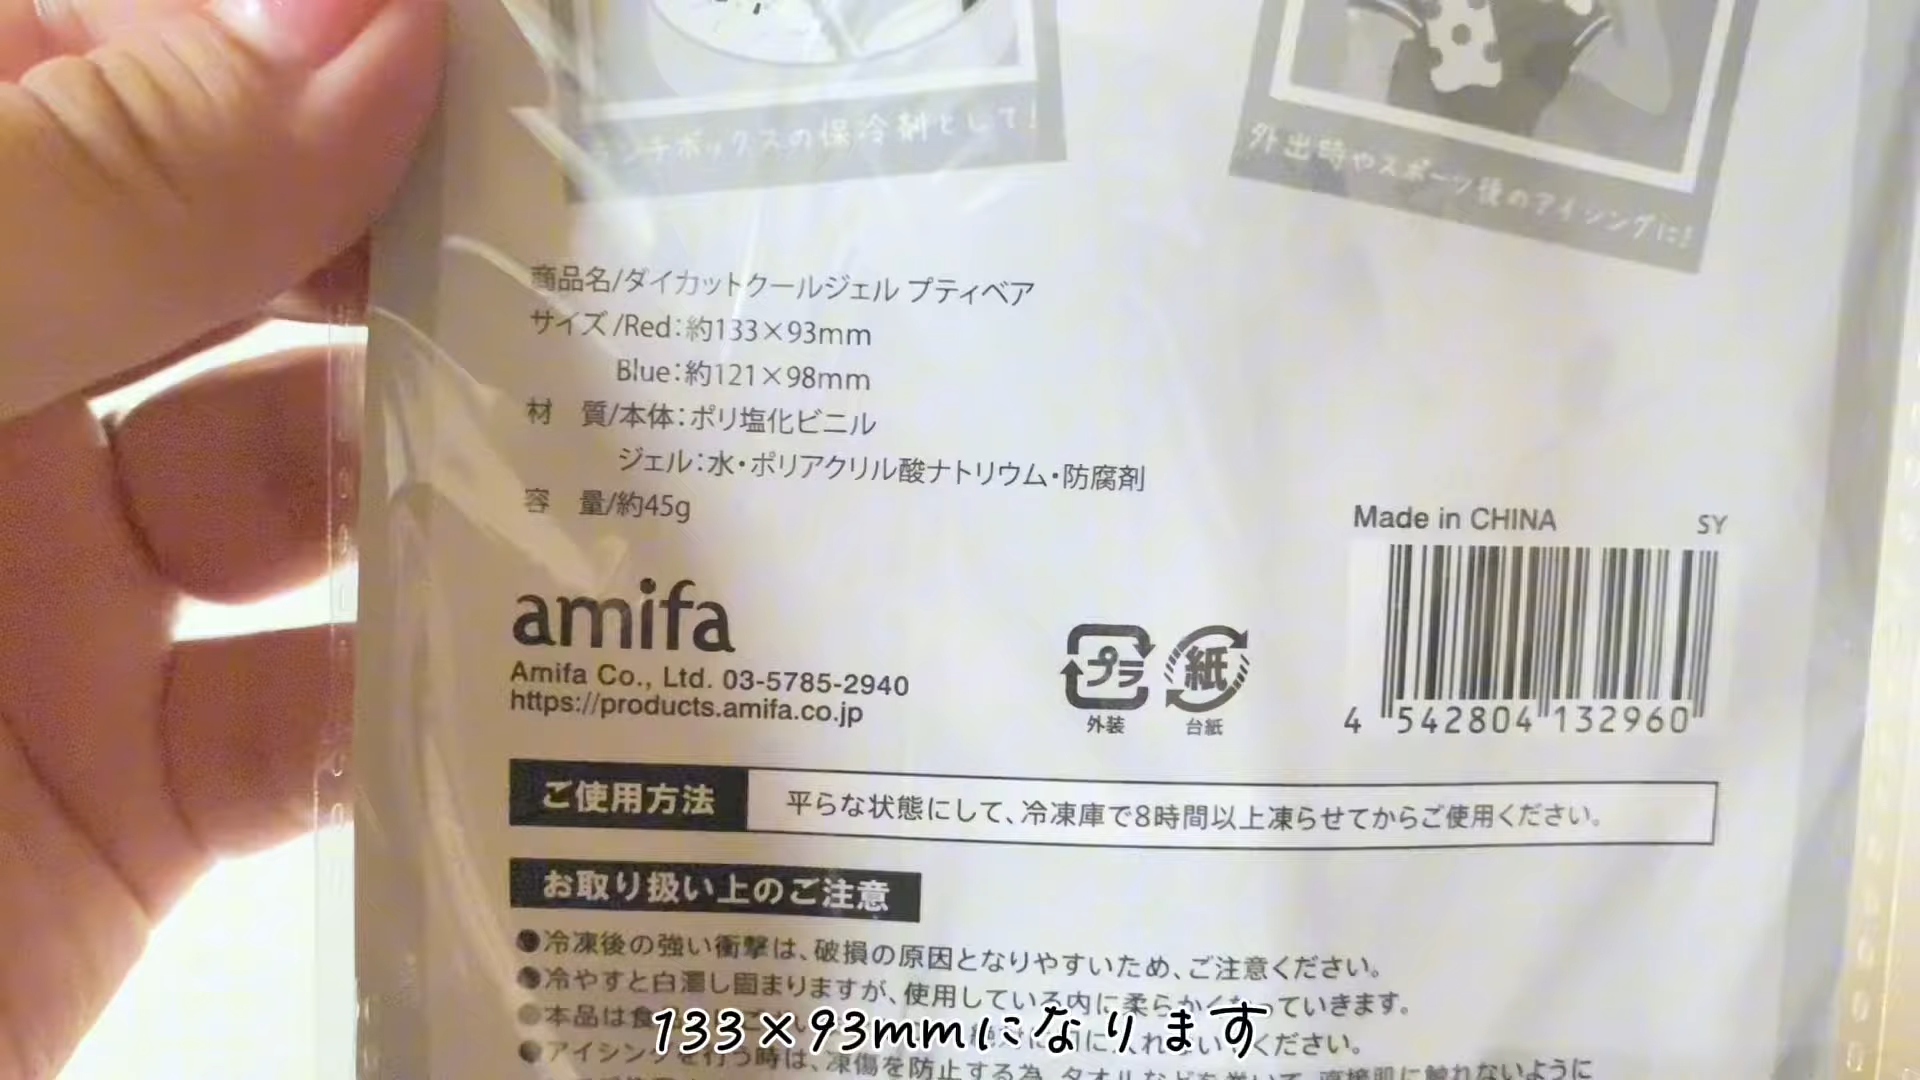 ランチボックスの保冷剤として!
外出時やスポーツ後のアイシングに!
商品名/ダイカットクールジェル プティベア
サイズ/Red:約133×93mm
Blue:約121×98mm
材 質/本体:ポリ塩化ビニル
ジェル:水・ポリアクリル酸ナトリウム・防腐剤
容 量/約45g
Made in CHINA SY
amifa
Amifa Co., Ltd. 03-5785-2940
https://products.amifa.co.jp
プラ 外装
紙 台紙
4 542804 132960
ご使用方法 平らな状態にして、冷凍庫で8時間以上凍らせてからご使用ください。
お取り扱い上のご注意
●冷凍後の強い衝撃は、破損の原因となりやすいため、ご注意ください。
●冷やすと白濁し固まりますが、使用している内に柔らかくなっていきます。
●本品は食 ください。
●アイシングを行う時は、凍傷を防止する為、タオルなどを巻いて、直接肌に触れないように
133×93mmになります